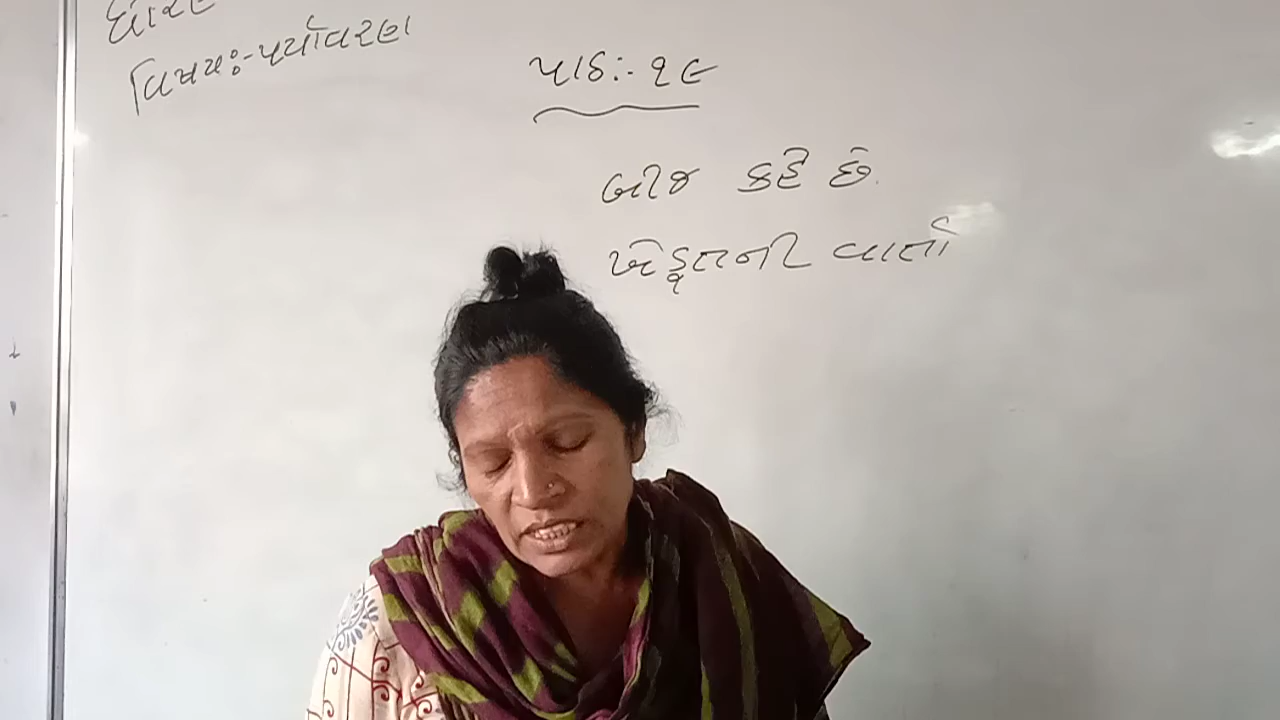 વિષયઃ- પર્યાવરણ
પાઠઃ- ૧૯
બીજ કહે છે
ખેડૂતની વાર્તા